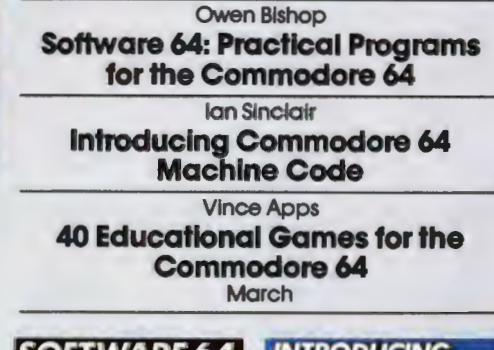 Owen Bishop
Software 64: Practical Programs
for the Commodore 64
Ian Sinclair
Introducing Commodore 64
Machine Code
Vince Apps
40 Educational Games for the
Commodore 64
March
SOFTWARE 64
INTRODUCING